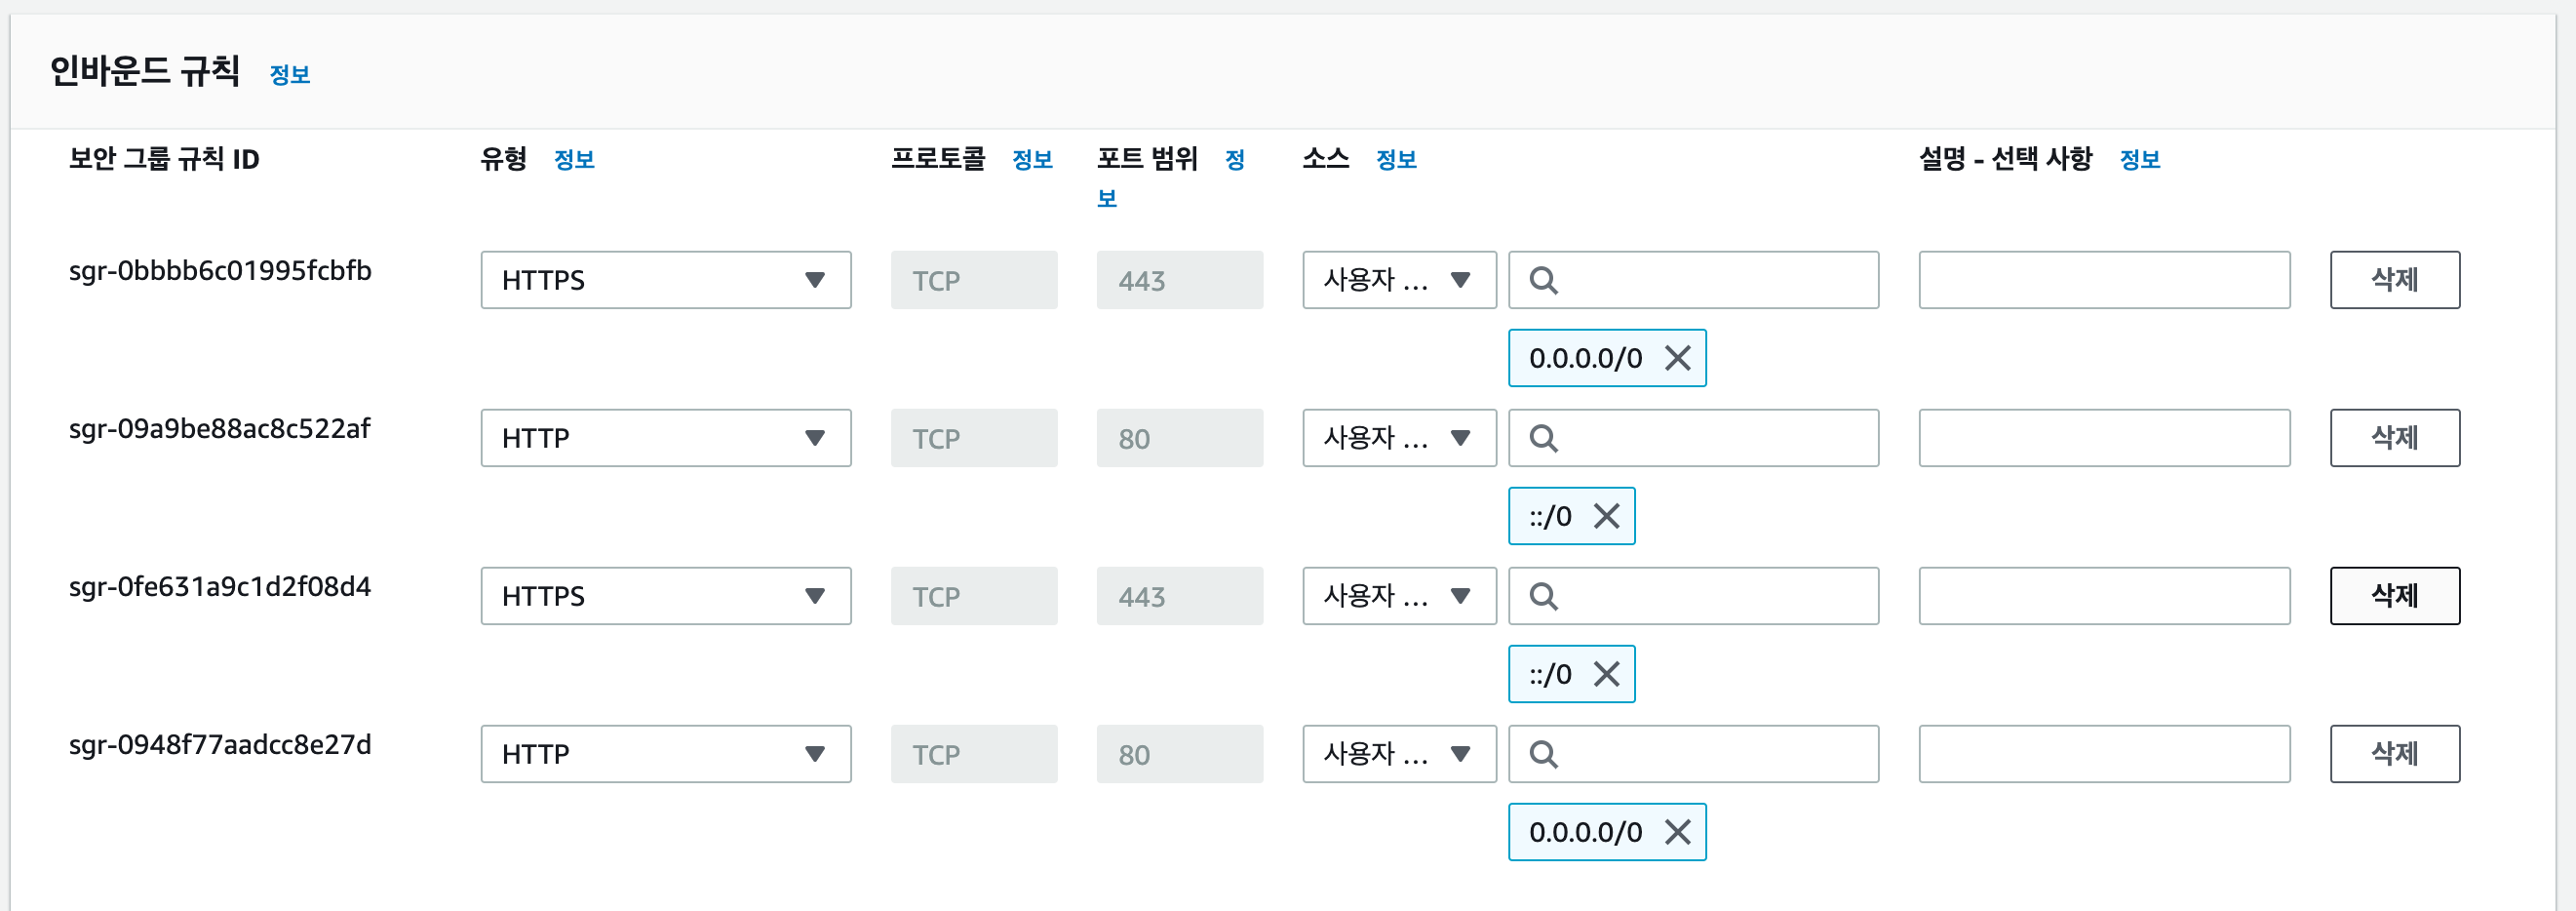 인바운드 규칙 정보
보안 그룹 규칙 ID 유형 정보 프로토콜 정보 포트 범위 정보 소스 정보 설명 - 선택 사항 정보
sgr-0bbbb6c01995fcbfb HTTPS TCP 443 사용자 ... 삭제
0.0.0.0/0
sgr-09a9be88ac8c522af HTTP TCP 80 사용자 ... 삭제
::/0
sgr-0fe631a9c1d2f08d4 HTTPS TCP 443 사용자 ... 삭제
::/0
sgr-0948f77aadcc8e27d HTTP TCP 80 사용자 ... 삭제
0.0.0.0/0